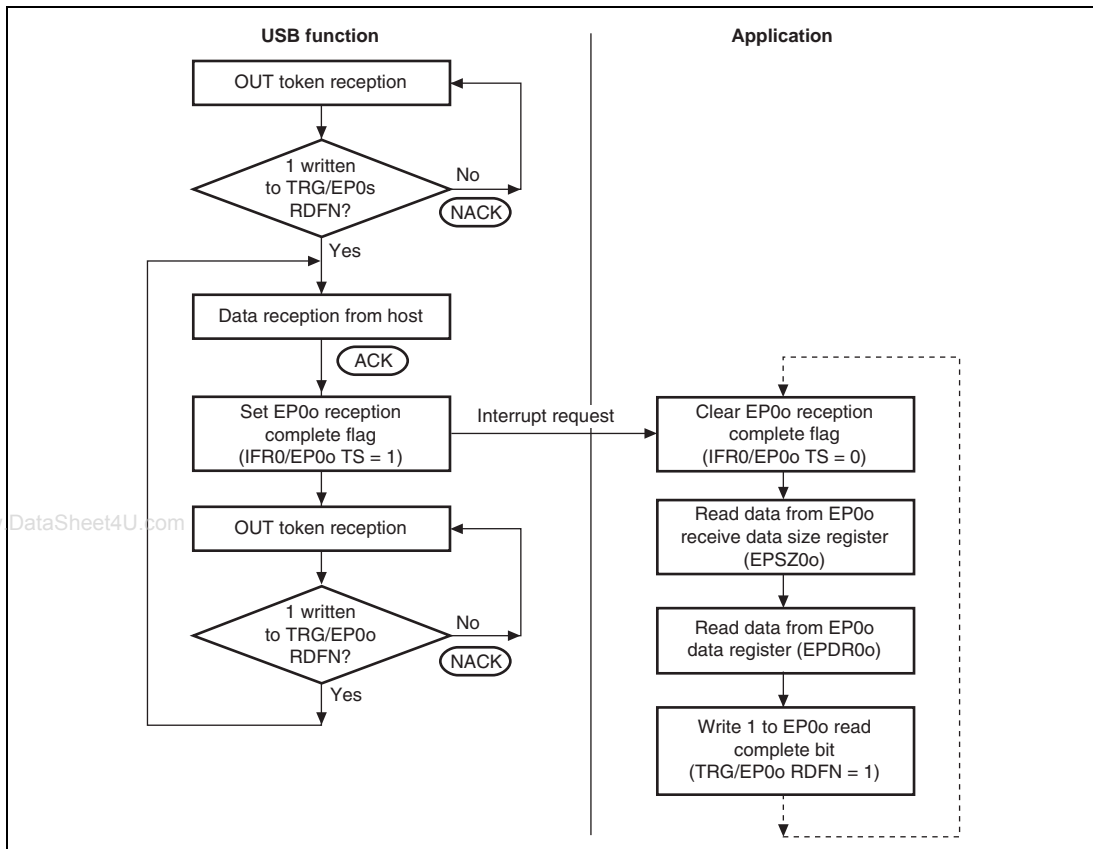 USB function
Application
OUT token reception
1 written
to TRG/EP0s
RDFN?
No
NACK
Yes
Data reception from host
ACK
Set EP0o reception
complete flag
(IFR0/EP0o TS = 1)
Interrupt request
Clear EP0o reception
complete flag
(IFR0/EP0o TS = 0)
OUT token reception
Read data from EP0o
receive data size register
(EPSZ0o)
1 written
to TRG/EP0o
RDFN?
No
NACK
Yes
Read data from EP0o
data register (EPDR0o)
Write 1 to EP0o read
complete bit
(TRG/EP0o RDFN = 1)
.DataSheet4U.com